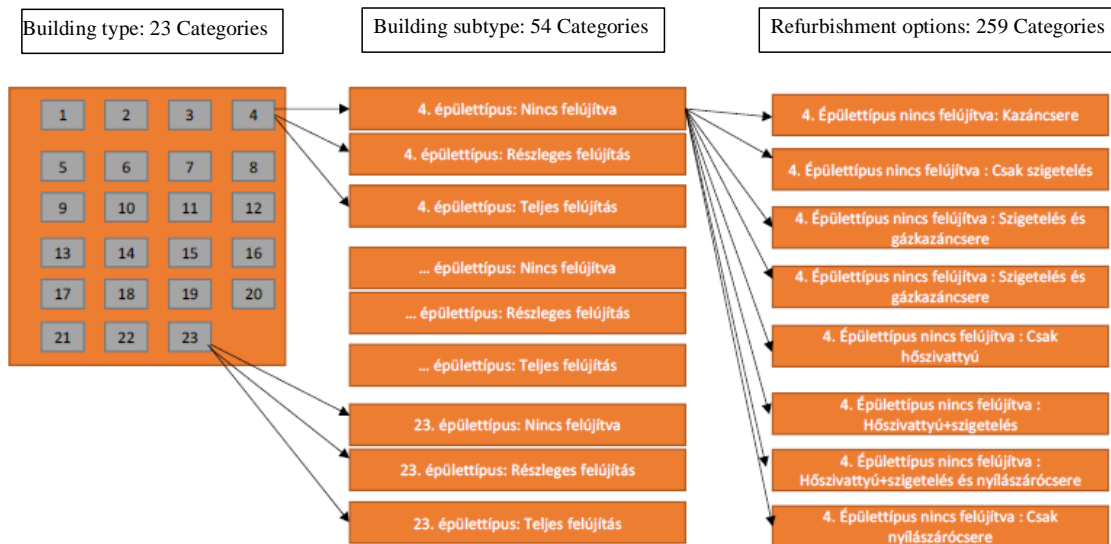 Building type: 23 Categories
Building subtype: 54 Categories
Refurbishment options: 259 Categories
1 2 3 4
5 6 7 8
9 10 11 12
13 14 15 16
17 18 19 20
21 22 23
4. épülettípus: Nincs felújítva
4. épülettípus: Részleges felújítás
4. épülettípus: Teljes felújítás
... épülettípus: Nincs felújítva
... épülettípus: Részleges felújítás
... épülettípus: Teljes felújítás
23. épülettípus: Nincs felújítva
23. épülettípus: Részleges felújítás
23. épülettípus: Teljes felújítás
4. Épülettípus nincs felújítva: Kazáncsere
4. Épülettípus nincs felújítva : Csak szigetelés
4. Épülettípus nincs felújítva : Szigetelés és
gázkazáncsere
4. Épülettípus nincs felújítva : Szigetelés és
gázkazáncsere
4. Épülettípus nincs felújítva : Csak
hőszivattyú
4. Épülettípus nincs felújítva :
Hőszivattyú+szigetelés
4. Épülettípus nincs felújítva :
Hőszivattyú+szigetelés és nyílászárócsere
4. Épülettípus nincs felújítva : Csak
nyílászárócsere